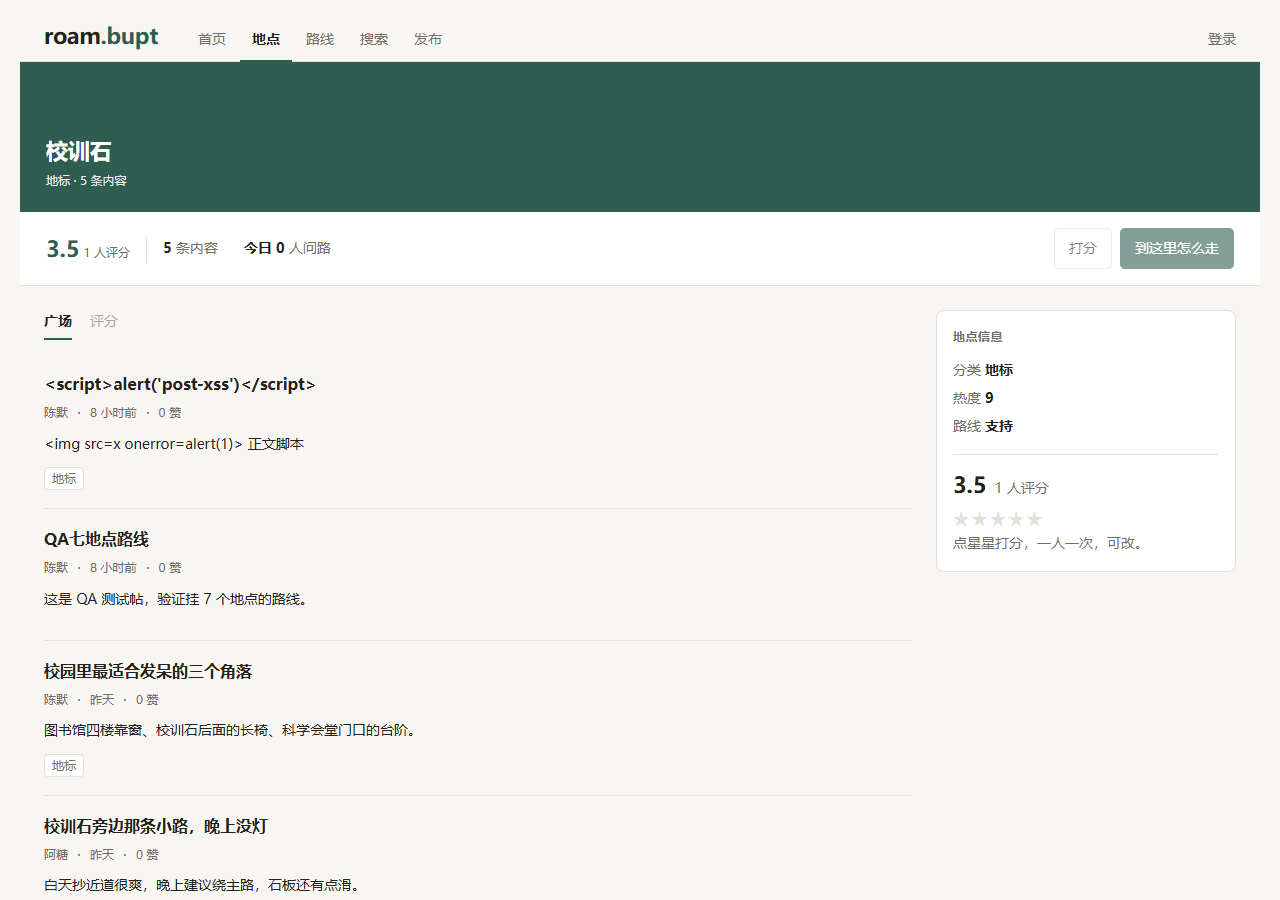 roam.bupt 首页 地点 路线 搜索 发布 登录
校训石
地标 · 5 条内容
3.5 1 人评分 5 条内容 今日 0 人问路 打分 到这里怎么走
广场 评分
<script>alert('post-xss')</script>
陈默 · 8 小时前 · 0 赞
<img src=x onerror=alert(1)> 正文脚本
地标
QA七地点路线
陈默 · 8 小时前 · 0 赞
这是 QA 测试帖，验证挂 7 个地点的路线。
校园里最适合发呆的三个角落
陈默 · 昨天 · 0 赞
图书馆四楼靠窗、校训石后面的长椅、科学会堂门口的台阶。
地标
校训石旁边那条小路，晚上没灯
阿糖 · 昨天 · 0 赞
白天抄近道很爽，晚上建议绕主路，石板还有点滑。
地点信息
分类 地标
热度 9
路线 支持
3.5 1 人评分
★★★★★
点星星打分，一人一次，可改。